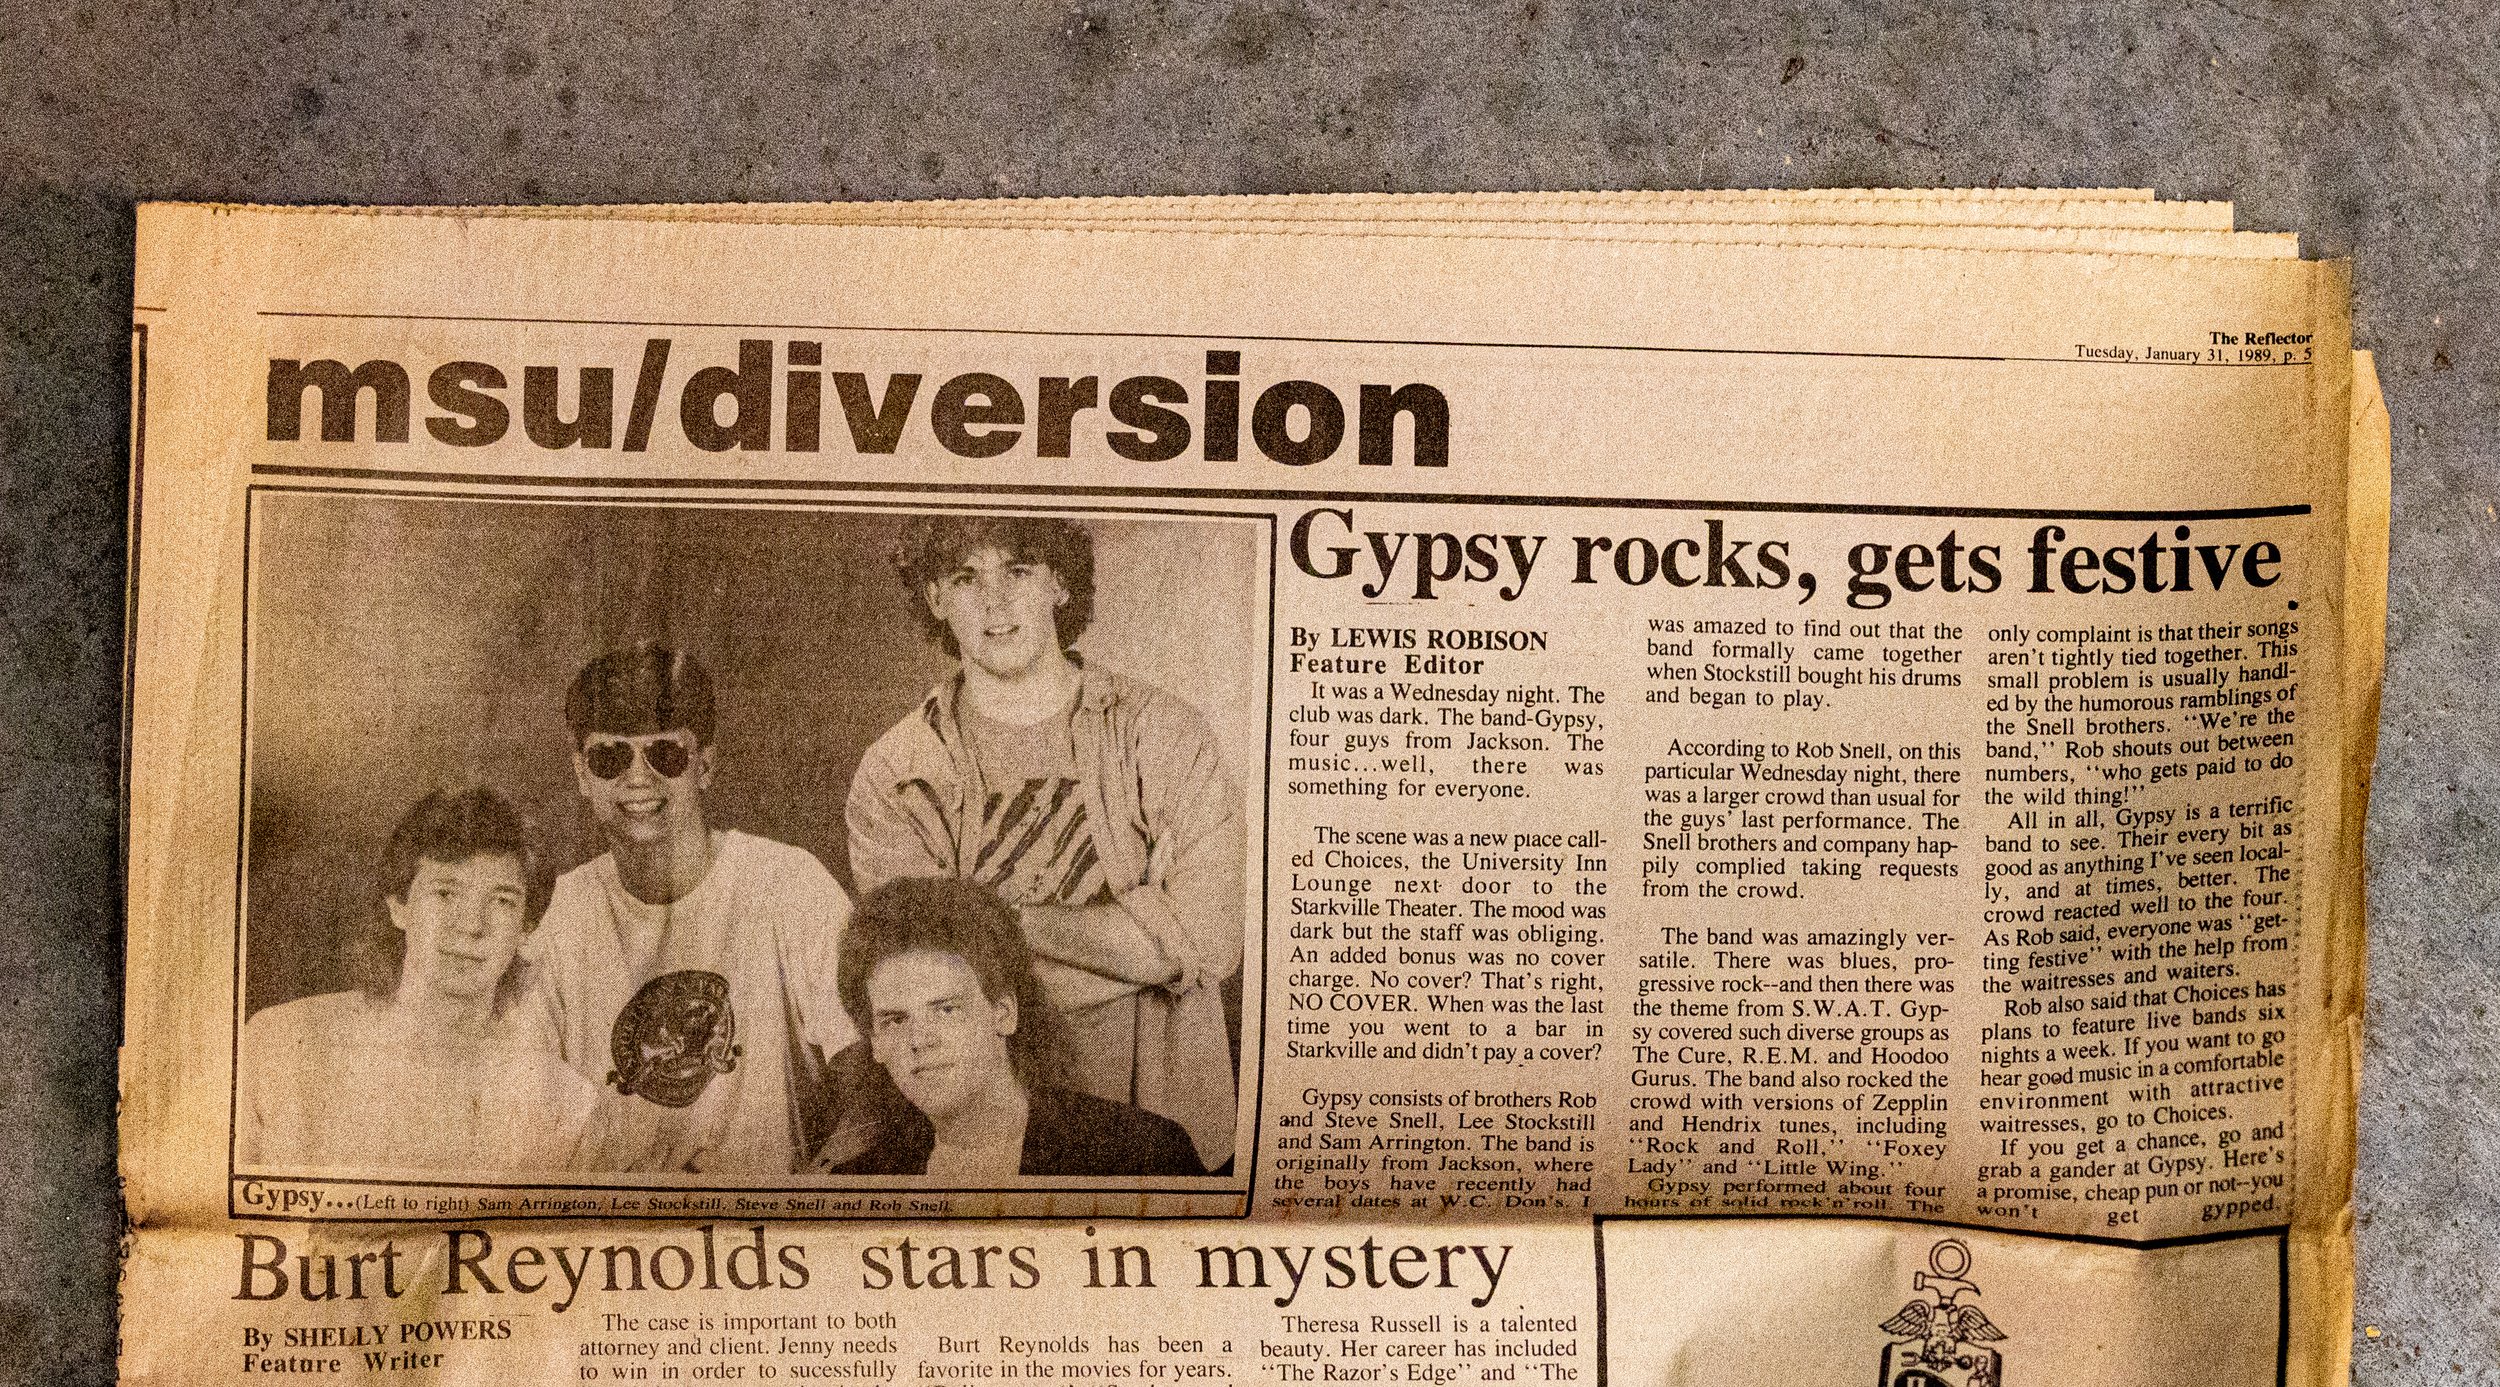 The Reflector
Tuesday, January 31, 1989, p. 5
msu/diversion
Gypsy...(Left to right) Sam Arrington, Lee Stockstill, Steve Snell and Rob Snell.
Gypsy rocks, gets festive
By LEWIS ROBISON
Feature Editor
It was a Wednesday night. The
club was dark. The band-Gypsy,
four guys from Jackson. The
music...well, there was
something for everyone.
The scene was a new place call-
ed Choices, the University Inn
Lounge next door to the
Starkville Theater. The mood was
dark but the staff was obliging.
An added bonus was no cover
charge. No cover? That's right,
NO COVER. When was the last
time you went to a bar in
Starkville and didn't pay a cover?
Gypsy consists of brothers Rob
and Steve Snell, Lee Stockstill
and Sam Arrington. The band is
originally from Jackson, where
the boys have recently had
several dates at W.C. Don's. I
was amazed to find out that the
band formally came together
when Stockstill bought his drums
and began to play.
According to Rob Snell, on this
particular Wednesday night, there
was a larger crowd than usual for
the guys' last performance. The
Snell brothers and company hap-
pily complied taking requests
from the crowd.
The band was amazingly ver-
satile. There was blues, pro-
gressive rock--and then there was
the theme from S.W.A.T. Gyp-
sy covered such diverse groups as
The Cure, R.E.M. and Hoodoo
Gurus. The band also rocked the
crowd with versions of Zepplin
and Hendrix tunes, including
"Rock and Roll," "Foxey
Lady" and "Little Wing."
Gypsy performed about four
hours of solid rock'n'roll. The
only complaint is that their songs
aren't tightly tied together. This
small problem is usually handl-
ed by the humorous ramblings of
the Snell brothers. "We're the
band," Rob shouts out between
numbers, "who gets paid to do
the wild thing!"
All in all, Gypsy is a terrific
band to see. Their every bit as
good as anything I've seen local-
ly, and at times, better. The
crowd reacted well to the four.
As Rob said, everyone was "get-
ting festive" with the help from
the waitresses and waiters.
Rob also said that Choices has
plans to feature live bands six
nights a week. If you want to go
hear good music in a comfortable
environment with attractive
waitresses, go to Choices.
If you get a chance, go and
grab a gander at Gypsy. Here's
a promise, cheap pun or not--you
won't get gypped.
Burt Reynolds stars in mystery
By SHELLY POWERS
Feature Writer
The case is important to both
attorney and client. Jenny needs
to win in order to sucessfully
Burt Reynolds has been a
favorite in the movies for years.
Theresa Russell is a talented
beauty. Her career has included
"The Razor's Edge" and "The